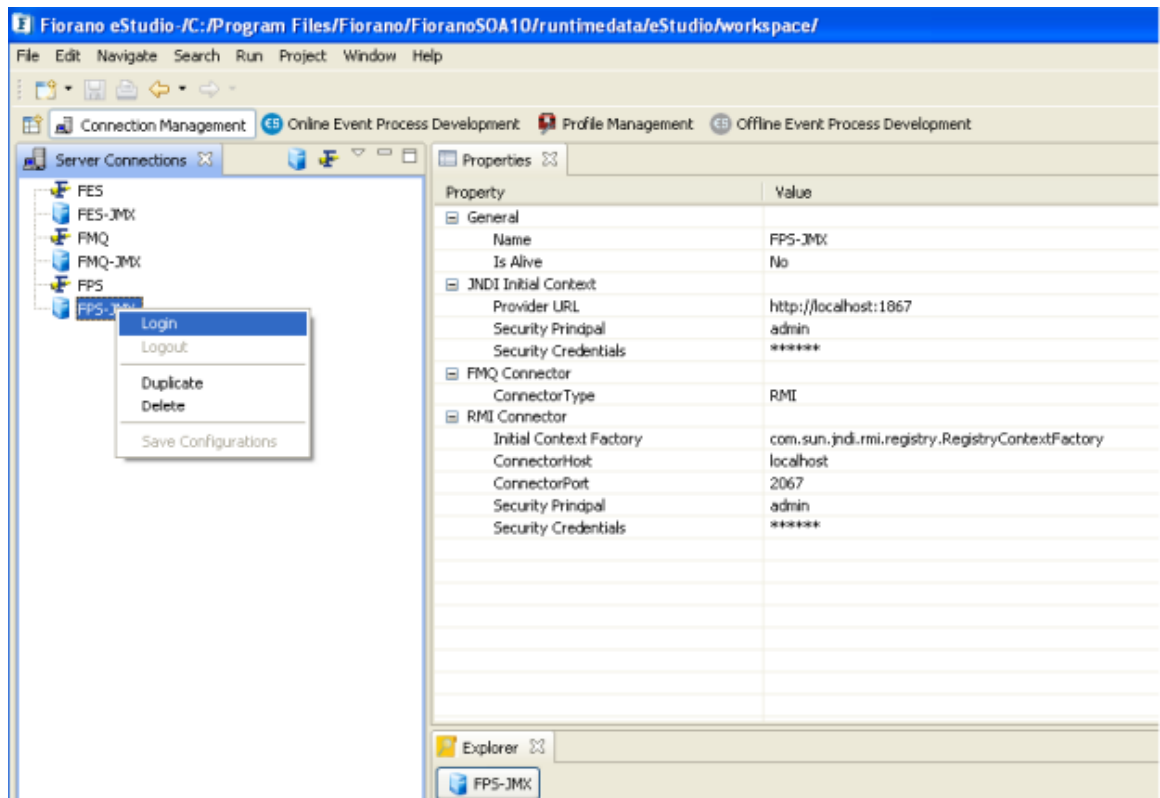 Fiorano eStudio-/C:/Program Files/Fiorano/FioranoSOA10/runtimedata/eStudio/workspace/
File Edit Navigate Search Run Project Window Help
Connection Management Online Event Process Development Profile Management Offline Event Process Development
Server Connections
FES
FES-JMX
FMQ
FMQ-JMX
FPS
FPS-JMX
Login
Logout
Duplicate
Delete
Save Configurations
Properties
Property Value
General
Name FPS-JMX
Is Alive No
JNDI Initial Context
Provider URL http://localhost:1867
Security Principal admin
Security Credentials ******
FMQ Connector
ConnectorType RMI
RMI Connector
Initial Context Factory com.sun.jndi.rmi.registry.RegistryContextFactory
ConnectorHost localhost
ConnectorPort 2067
Security Principal admin
Security Credentials ******
Explorer
FPS-JMX